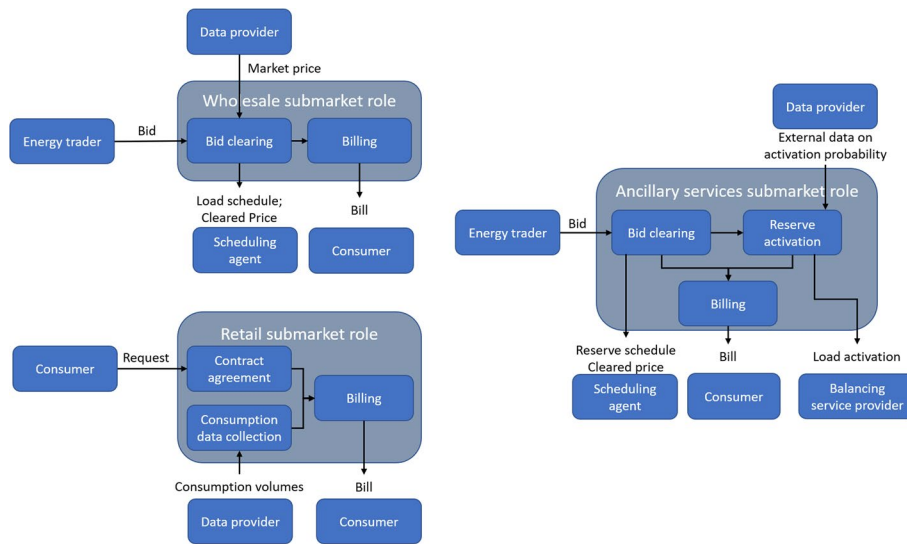 Data provider
Market price
Wholesale submarket role
Energy trader
Bid
Bid clearing
Billing
Load schedule;
Cleared Price
Bill
Scheduling
agent
Consumer
Retail submarket role
Consumer
Request
Contract
agreement
Billing
Consumption
data collection
Consumption volumes
Bill
Data provider
Consumer
Data provider
External data on
activation probability
Ancillary services submarket role
Energy trader
Bid
Bid clearing
Reserve
activation
Billing
Reserve schedule
Cleared price
Bill
Load activation
Scheduling
agent
Consumer
Balancing
service provider